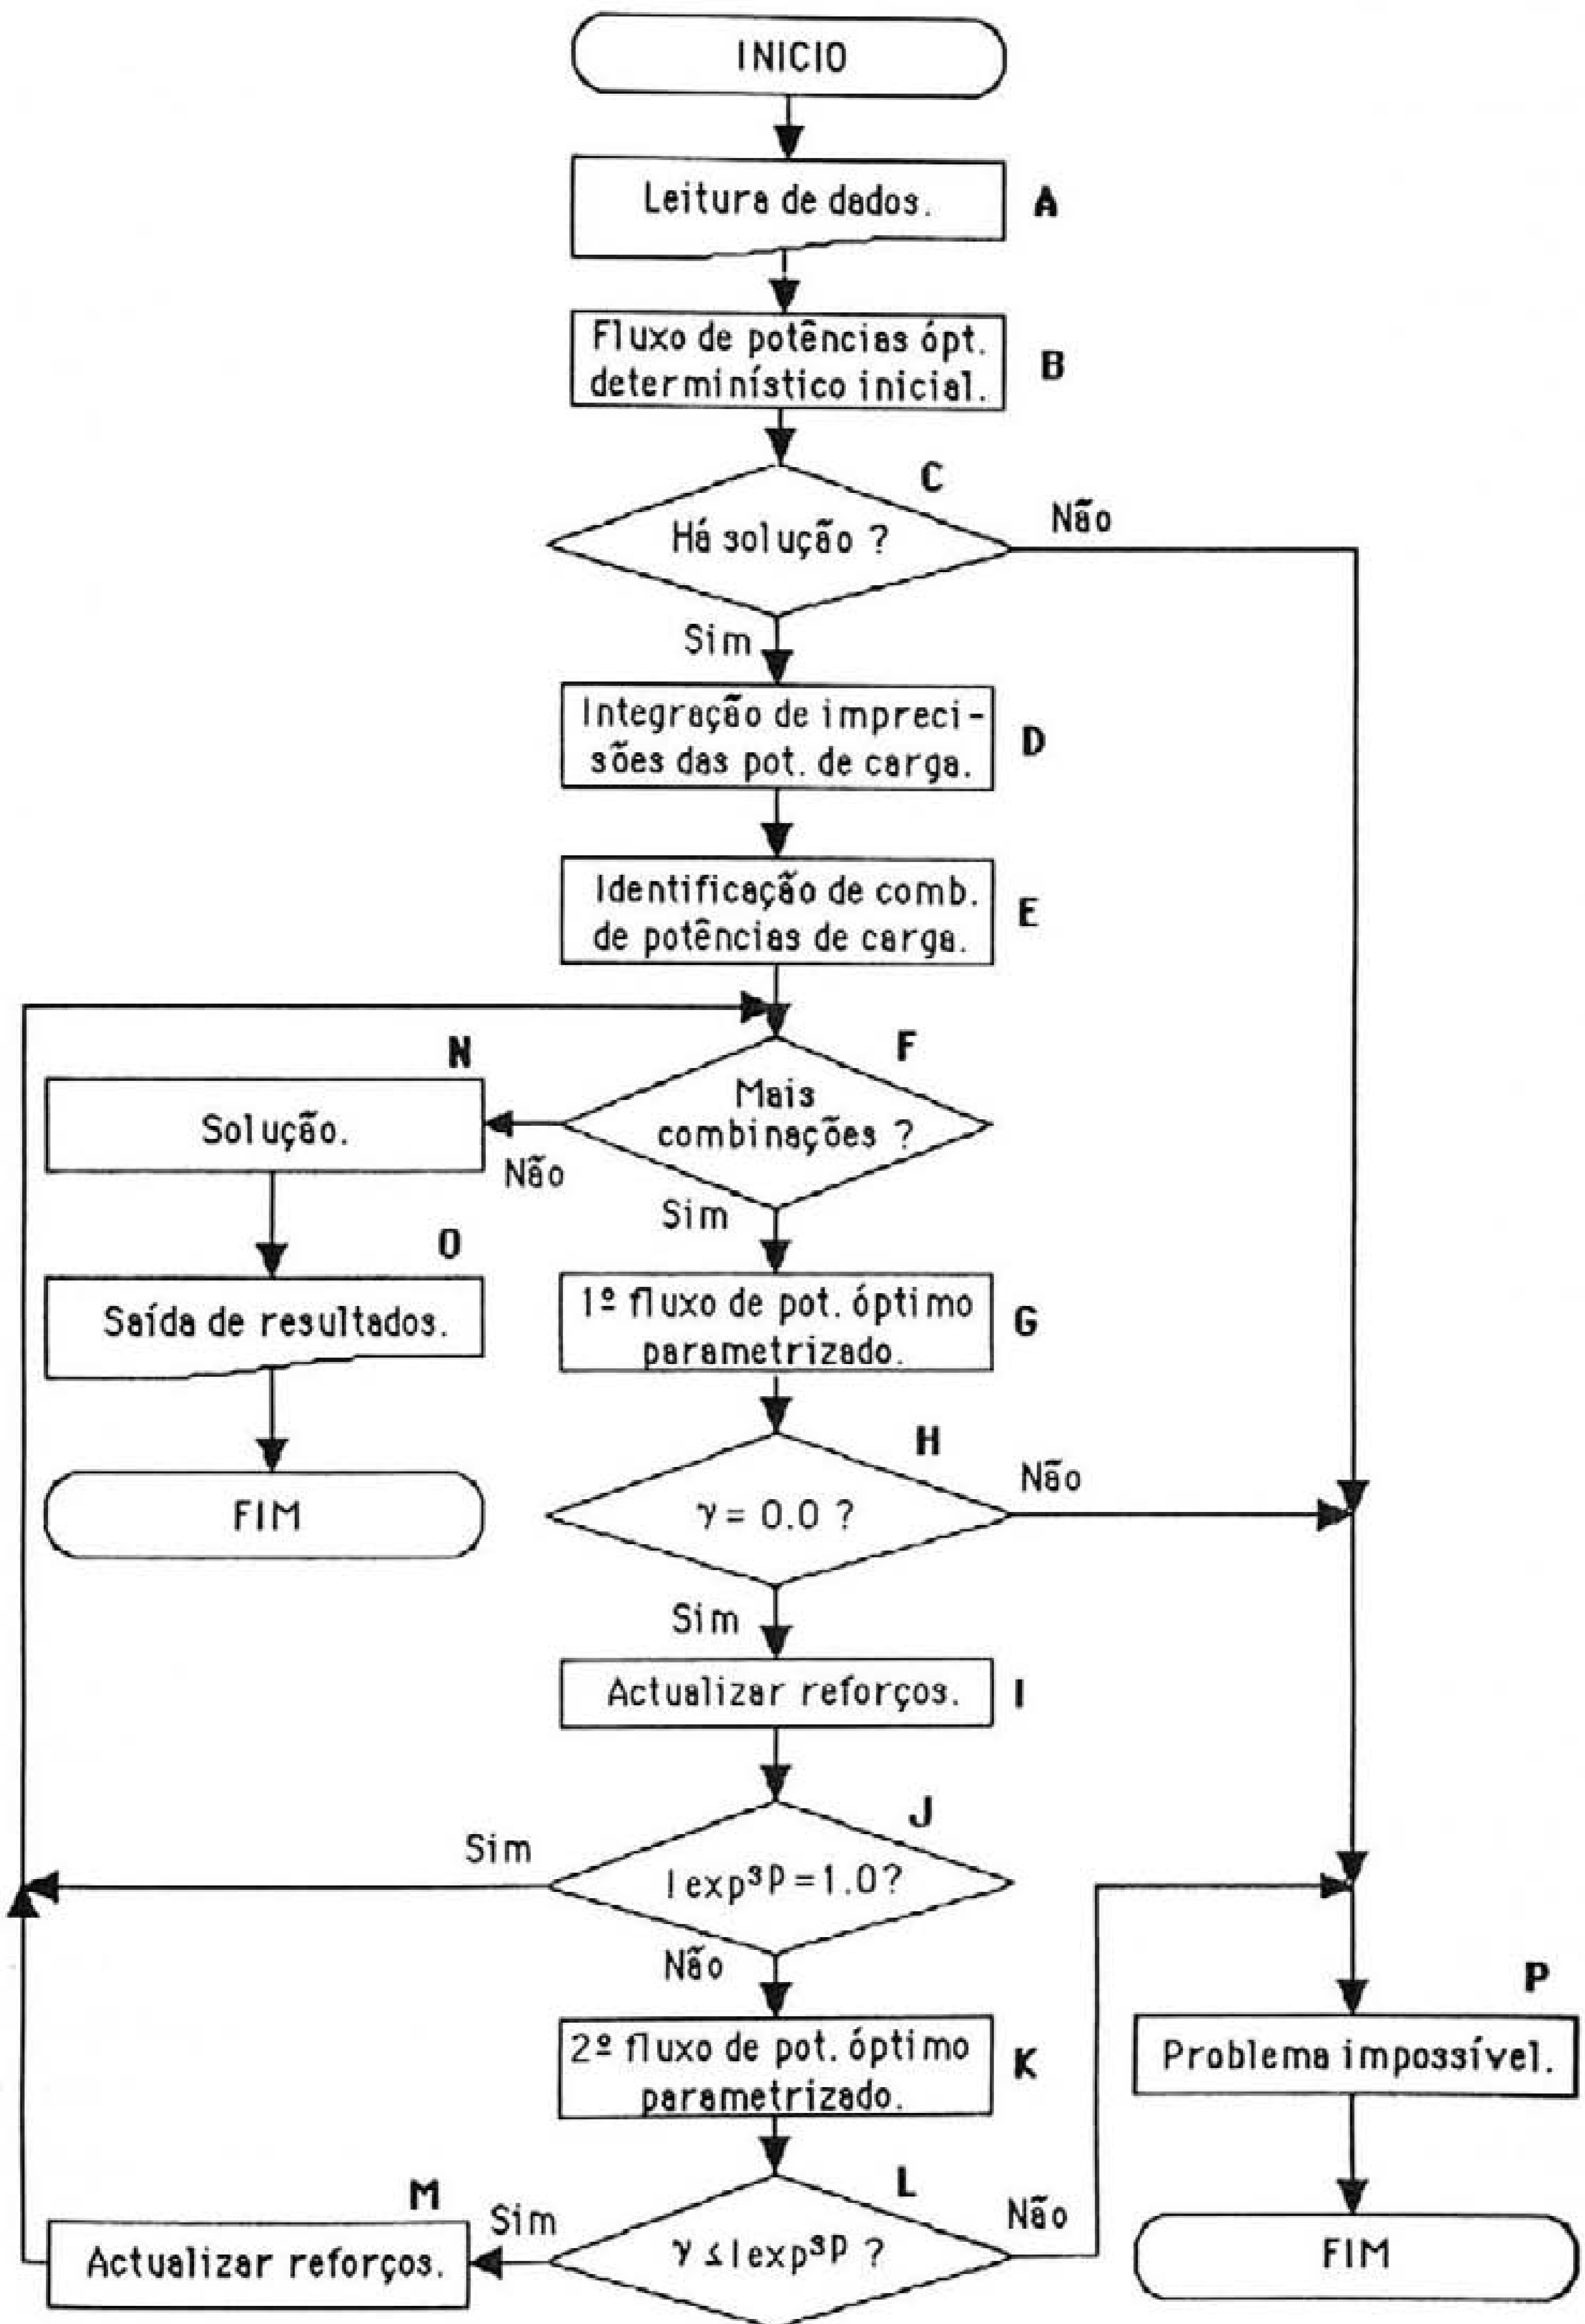 INICIO
Leitura de dados.
A
Fluxo de potências ópt.
determinístico inicial.
B
C
Há solução ?
Não
Sim
Integração de impreci-
sões das pot. de carga.
D
Identificação de comb.
de potências de carga.
E
F
Mais
combinações ?
N
Solução.
Não
Sim
O
Saída de resultados.
FIM
1º fluxo de pot. óptimo
parametrizado.
G
H
γ = 0.0 ?
Não
Sim
Actualizar reforços.
I
J
Iexpˢᵖ = 1.0?
Sim
Não
2º fluxo de pot. óptimo
parametrizado.
K
P
Problema impossível.
L
γ ≤ Iexpˢᵖ ?
Não
Sim
M
Actualizar reforços.
FIM